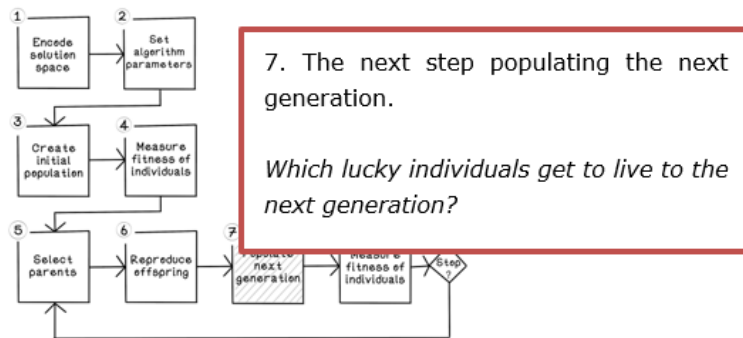 1
Encode
solution
space
2
Set
algorithm
parameters
7. The next step populating the next
generation.
Which lucky individuals get to live to the
next generation?
3
Create
initial
population
4
Measure
fitness of
individuals
5
Select
parents
6
Reproduce
offspring
7
Populate
next
generation
Measure
fitness of
individuals
Stop
?